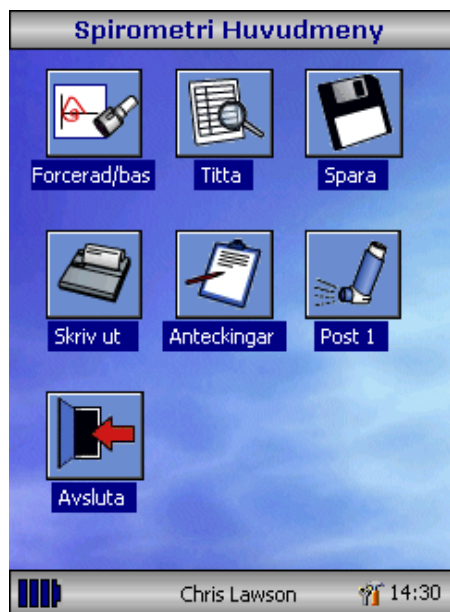 Spirometri Huvudmeny
Forcerad/bas
Titta
Spara
Skriv ut
Anteckingar
Post 1
Avsluta
Chris Lawson
14:30